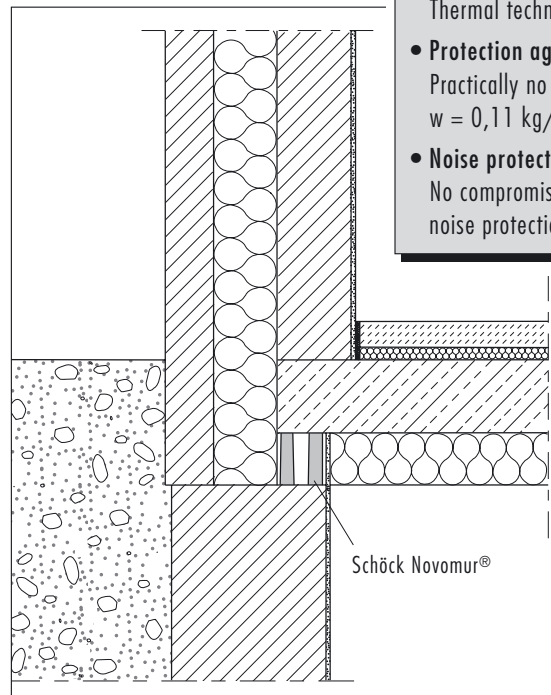 Thermal techn
• Protection ag
Practically no
w = 0,11 kg/
• Noise protect
No compromis
noise protectio
Schöck Novomur®